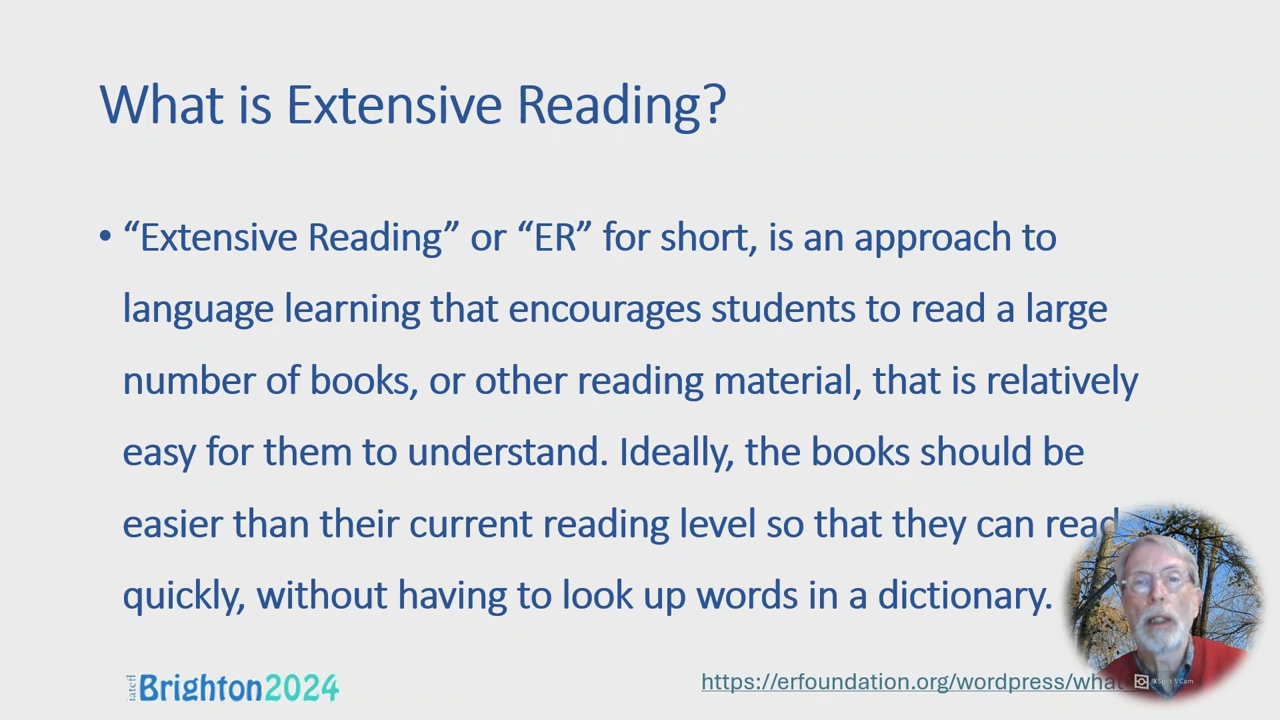 What is Extensive Reading?
• “Extensive Reading” or “ER” for short, is an approach to
language learning that encourages students to read a large
number of books, or other reading material, that is relatively
easy for them to understand. Ideally, the books should be
easier than their current reading level so that they can read
quickly, without having to look up words in a dictionary.
iatefl Brighton2024
https://erfoundation.org/wordpress/what
XSplit VCam